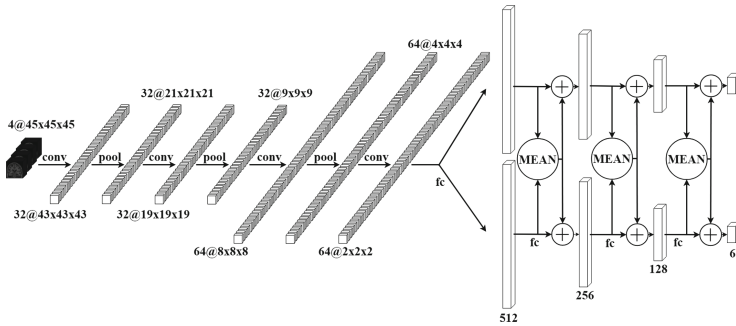 64@4x4x4
32@21x21x21
32@9x9x9
4@45x45x45
conv pool conv pool conv pool conv
fc
MEAN MEAN MEAN
32@43x43x43
32@19x19x19
64@8x8x8
64@2x2x2
fc fc fc
512
256
128
6